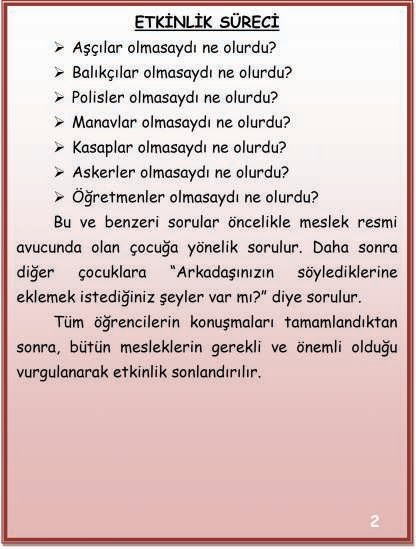 ETKİNLİK SÜRECİ
➢ Aşçılar olmasaydı ne olurdu?
➢ Balıkçılar olmasaydı ne olurdu?
➢ Polisler olmasaydı ne olurdu?
➢ Manavlar olmasaydı ne olurdu?
➢ Kasaplar olmasaydı ne olurdu?
➢ Askerler olmasaydı ne olurdu?
➢ Öğretmenler olmasaydı ne olurdu?
Bu ve benzeri sorular öncelikle meslek resmi
avucunda olan çocuğa yönelik sorulur. Daha sonra
diğer çocuklara “Arkadaşınızın söylediklerine
eklemek istediğiniz şeyler var mı?” diye sorulur.
Tüm öğrencilerin konuşmaları tamamlandıktan
sonra, bütün mesleklerin gerekli ve önemli olduğu
vurgulanarak etkinlik sonlandırılır.
2